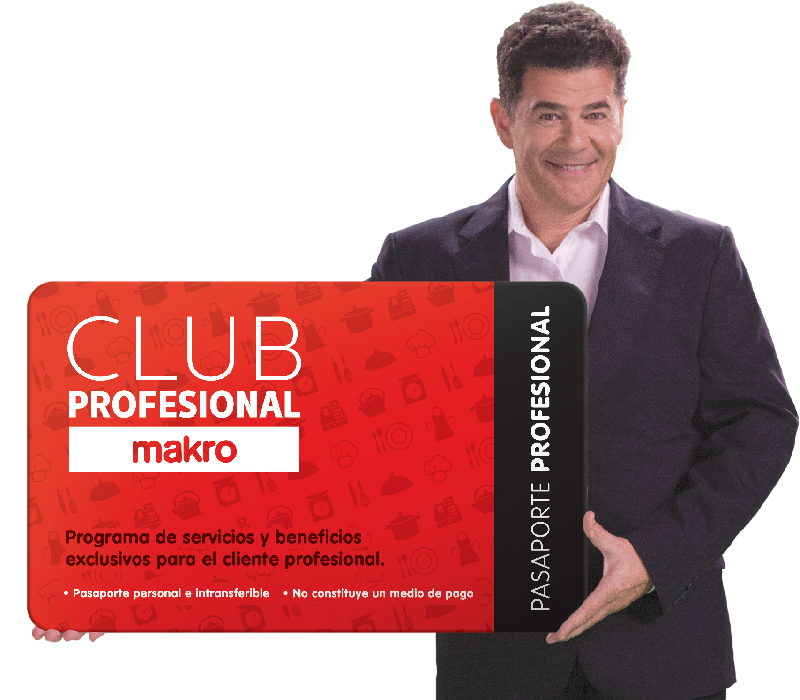 CLUB
PROFESIONAL
makro
Programa de servicios y beneficios
exclusivos para el cliente profesional.
• Pasaporte personal e intransferible • No constituye un medio de pago
PASAPORTE PROFESIONAL